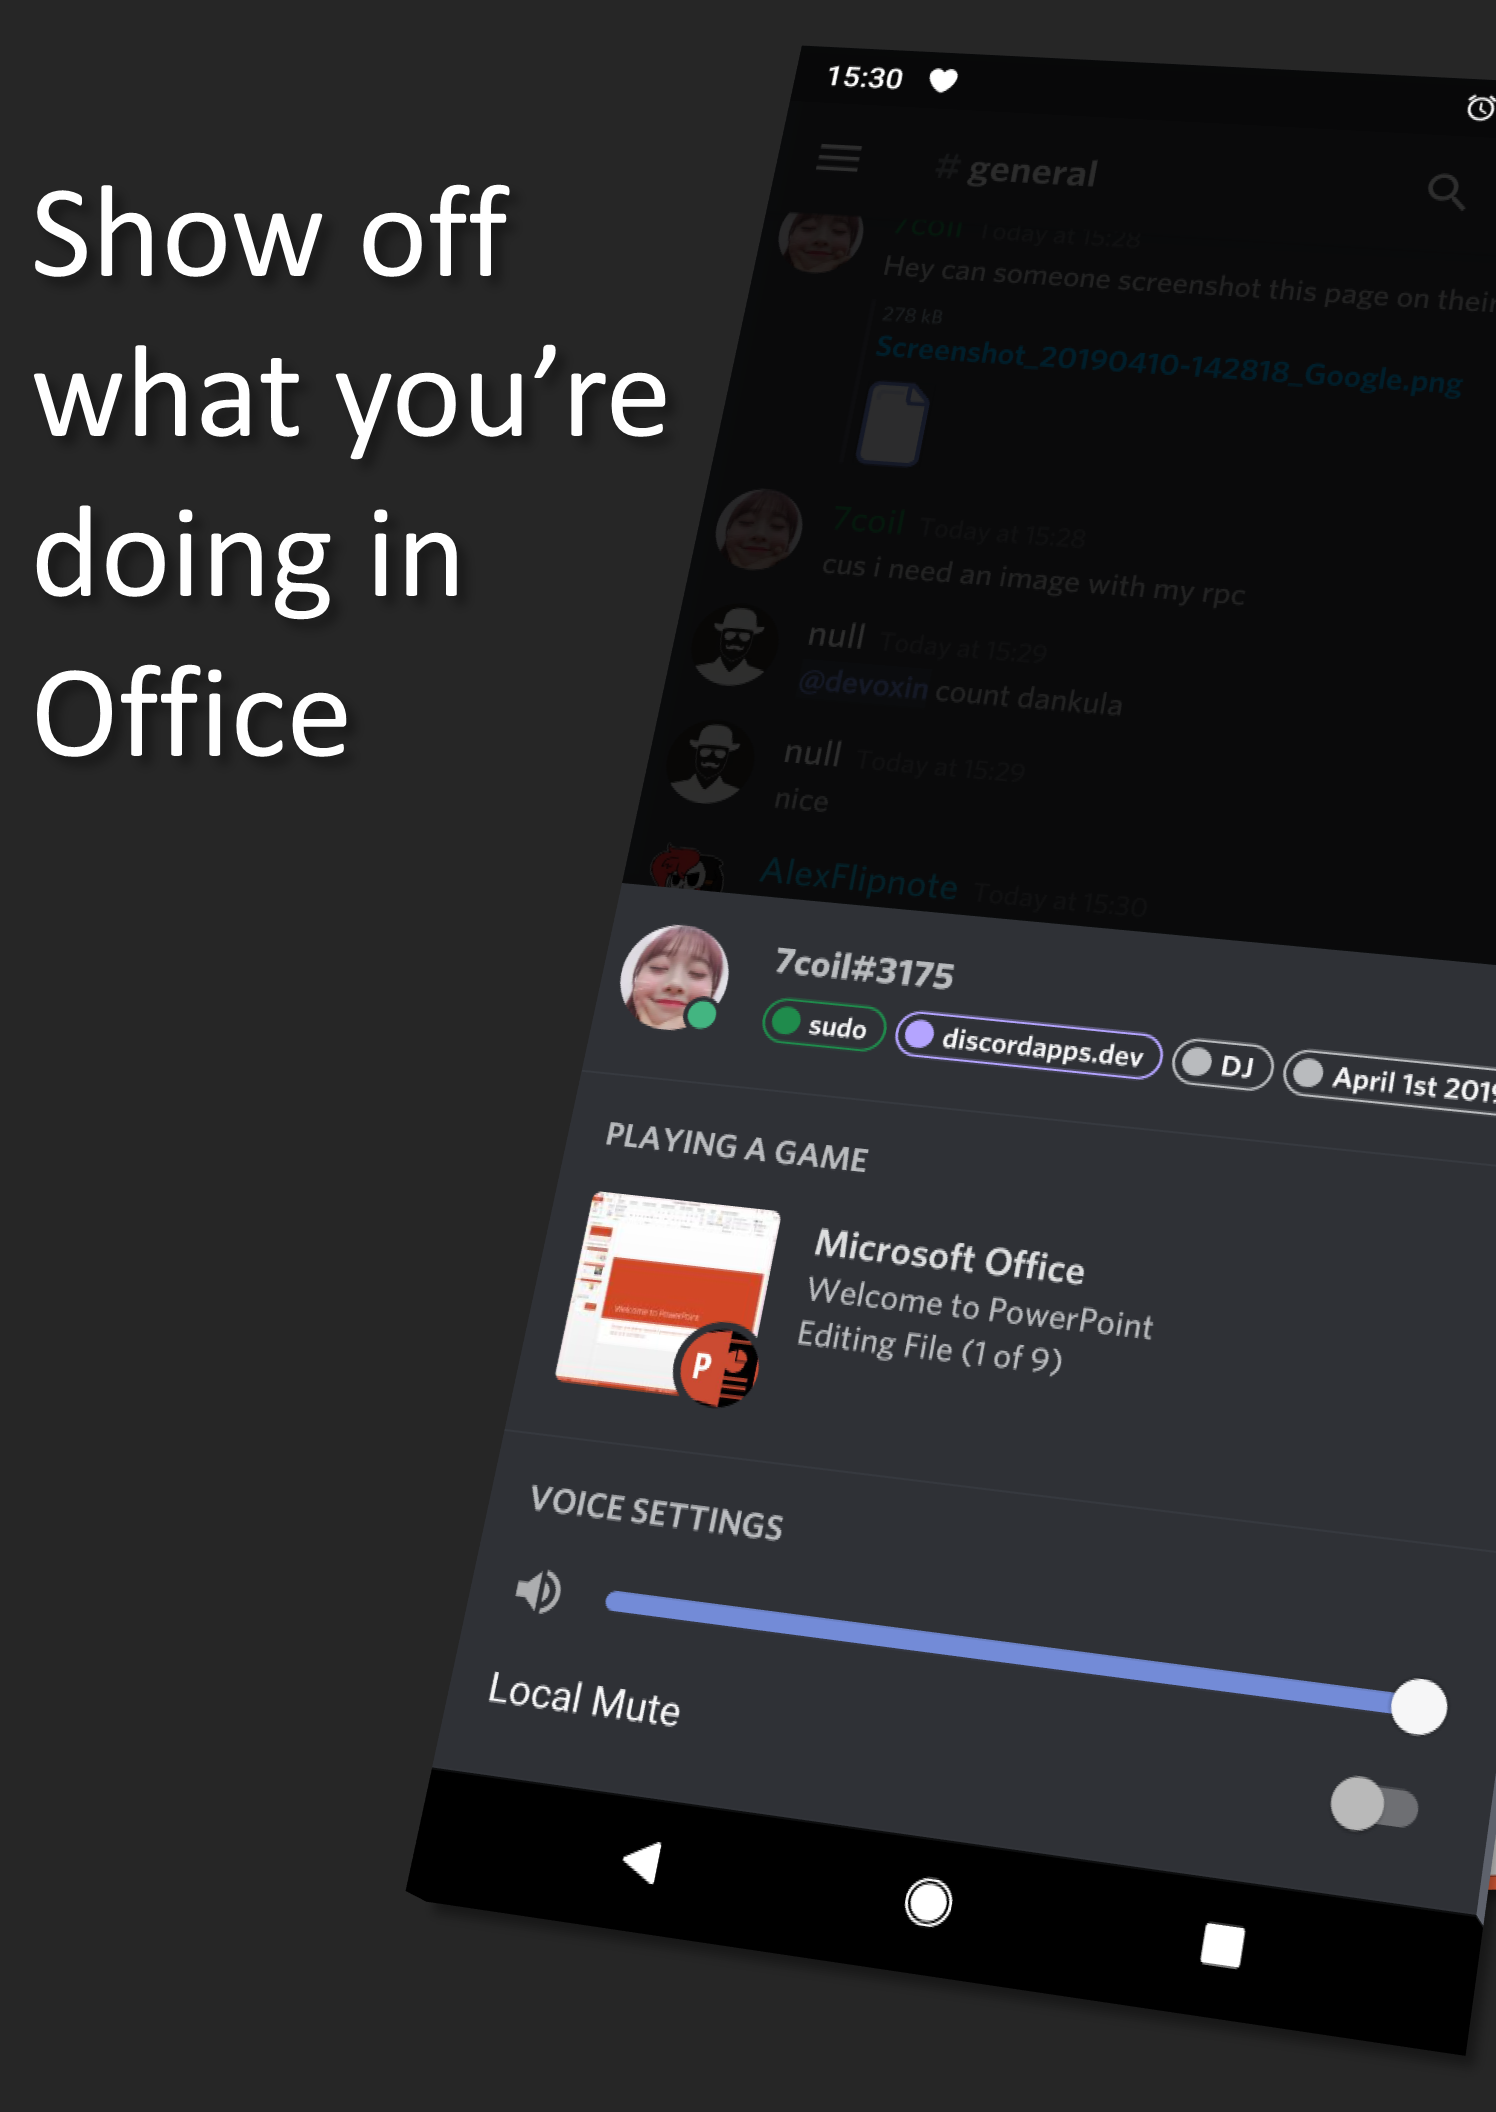 Show off
what you’re
doing in
Office
15:30
# general
7coil Today at 15:28
Hey can someone screenshot this page on their
278 kB
Screenshot_20190410-142818_Google.png
7coil Today at 15:28
cus i need an image with my rpc
null Today at 15:29
@devoxin count dankula
null Today at 15:29
nice
AlexFlipnote Today at 15:30
7coil#3175
sudo
discordapps.dev
DJ
April 1st 2019
PLAYING A GAME
Welcome to PowerPoint
P
Microsoft Office
Welcome to PowerPoint
Editing File (1 of 9)
VOICE SETTINGS
Local Mute